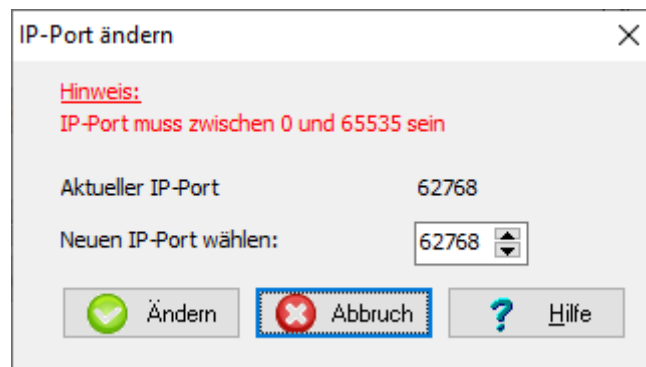 IP-Port ändern
Hinweis:
IP-Port muss zwischen 0 und 65535 sein
Aktueller IP-Port 62768
Neuen IP-Port wählen: 62768
Ändern Abbruch ? Hilfe